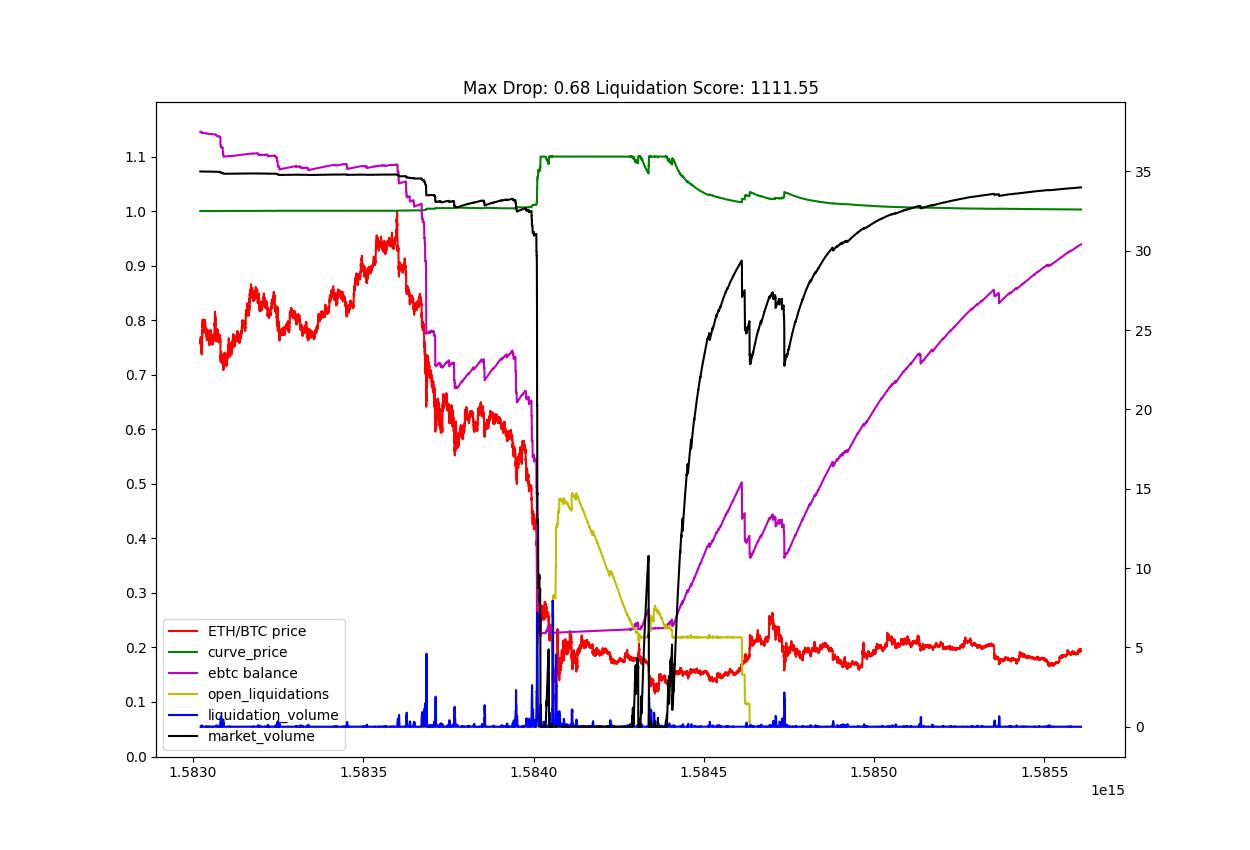 Max Drop: 0.68 Liquidation Score: 1111.55
1.1
1.0
0.9
0.8
0.7
0.6
0.5
0.4
0.3
0.2
0.1
0.0
35
30
25
20
15
10
5
0
ETH/BTC price
curve_price
ebtc balance
open_liquidations
liquidation_volume
market_volume
1.5830 1.5835 1.5840 1.5845 1.5850 1.5855
1e15